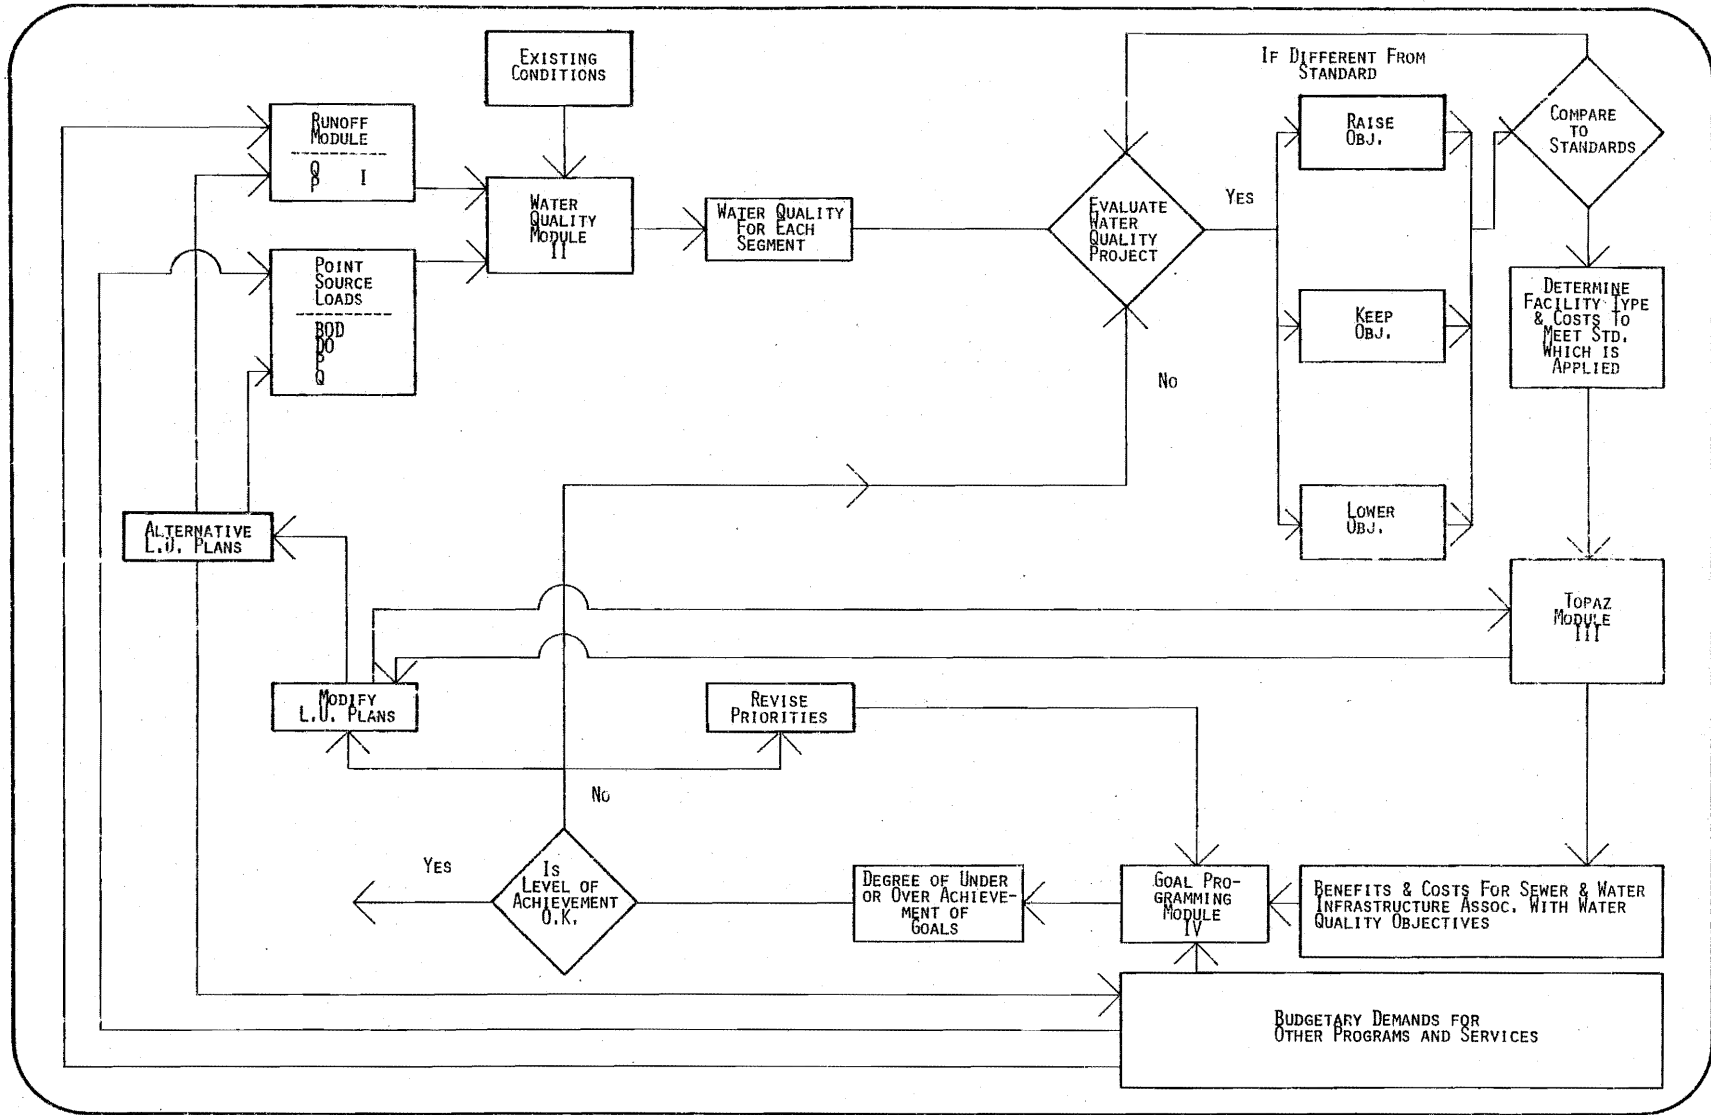 EXISTING
CONDITIONS
IF DIFFERENT FROM
STANDARD
RUNOFF
MODULE
Q
P I
RAISE
OBJ.
COMPARE
TO
STANDARDS
WATER
QUALITY
MODULE
II
WATER QUALITY
FOR EACH
SEGMENT
EVALUATE
WATER
QUALITY
PROJECT
YES
POINT
SOURCE
LOADS
BOD
DO
P
Q
KEEP
OBJ.
DETERMINE
FACILITY TYPE
& COSTS TO
MEET STD.
WHICH IS
APPLIED
NO
ALTERNATIVE
L.U. PLANS
LOWER
OBJ.
TOPAZ
MODULE
III
MODIFY
L.U. PLANS
REVISE
PRIORITIES
NO
YES
IS
LEVEL OF
ACHIEVEMENT
O.K.
DEGREE OF UNDER
OR OVER ACHIEVE-
MENT OF
GOALS
GOAL PRO-
GRAMMING
MODULE
IV
BENEFITS & COSTS FOR SEWER & WATER
INFRASTRUCTURE ASSOC. WITH WATER
QUALITY OBJECTIVES
BUDGETARY DEMANDS FOR
OTHER PROGRAMS AND SERVICES